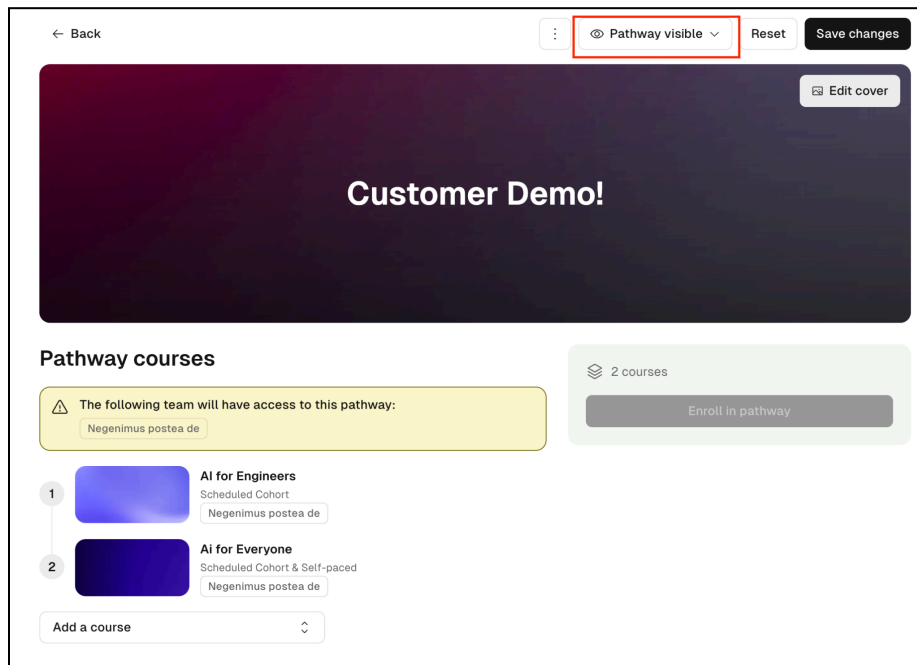 Back
Pathway visible
Reset
Save changes
Edit cover
Customer Demo!
Pathway courses
2 courses
Enroll in pathway
The following team will have access to this pathway:
Negenimus postea de
1
AI for Engineers
Scheduled Cohort
Negenimus postea de
2
Ai for Everyone
Scheduled Cohort & Self-paced
Negenimus postea de
Add a course